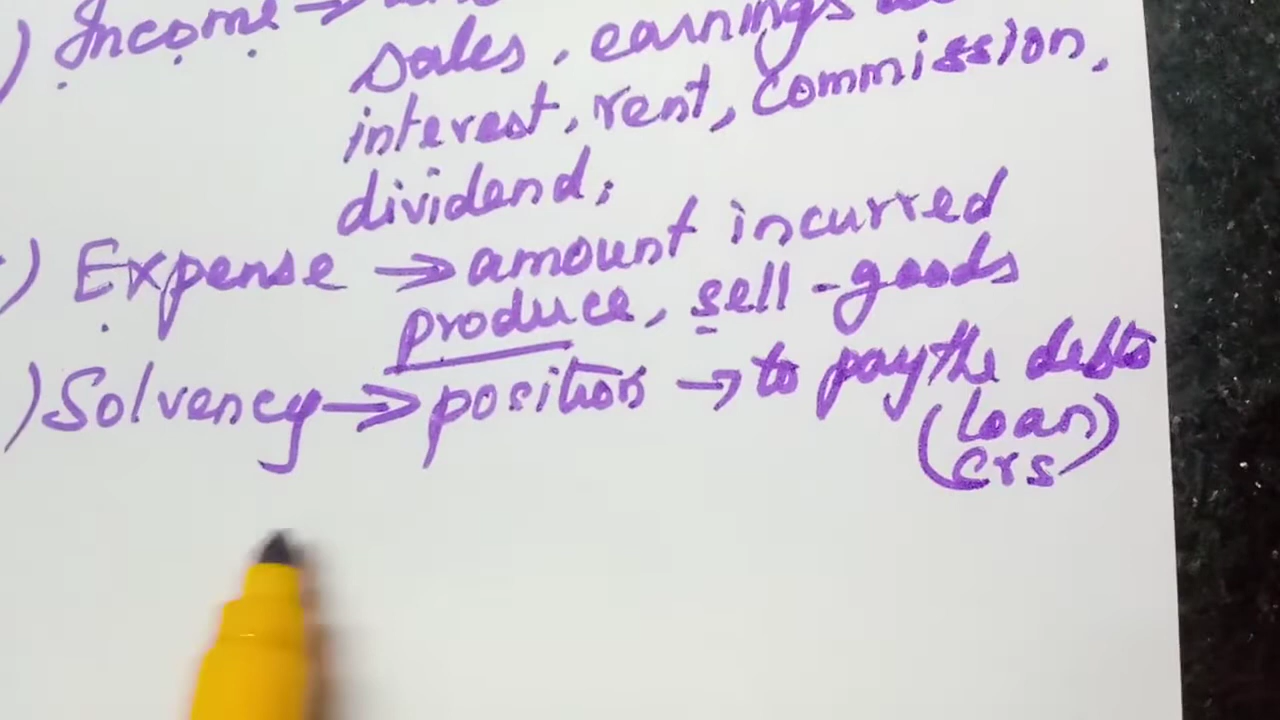 ) Income →
sales, earnings
interest, rent, commission,
dividend;
) Expense → amount incurred
produce, sell - goods
) Solvency → position → to pay the debts
(loan
crs)